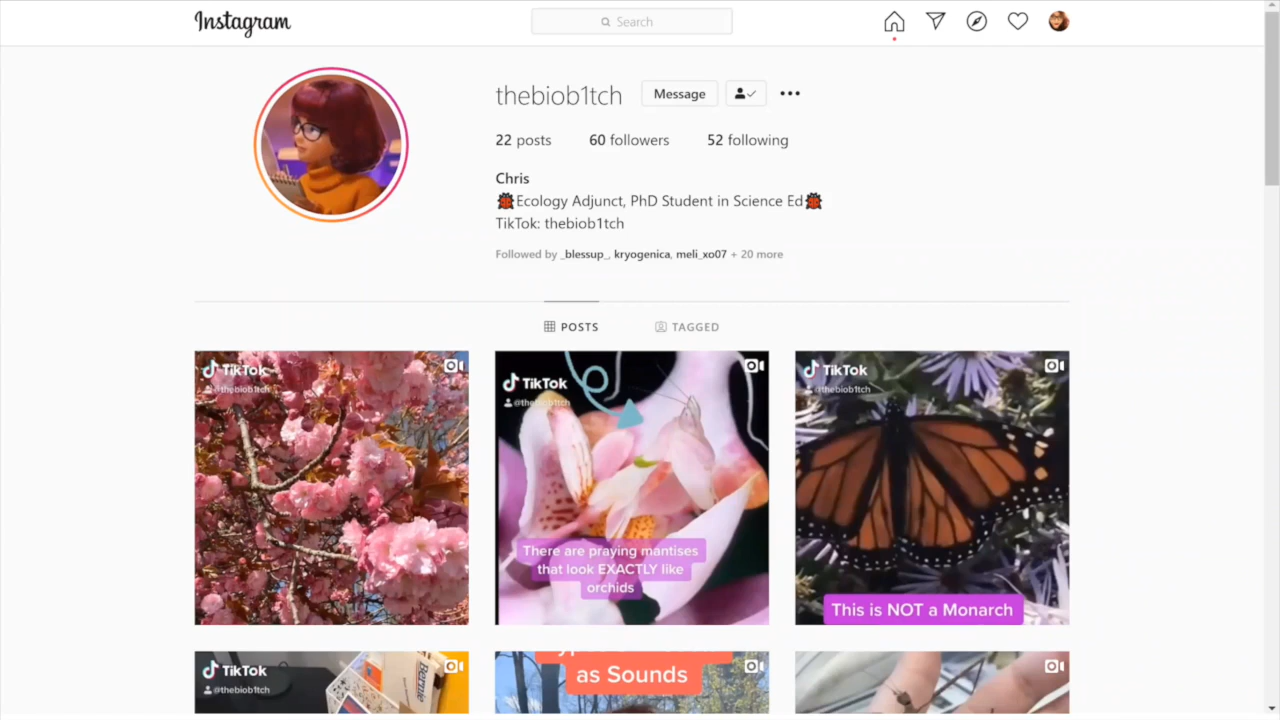 Instagram
Search
thebiob1tch
Message
22 posts 60 followers 52 following
Chris
🐞Ecology Adjunct, PhD Student in Science Ed🐞
TikTok: thebiob1tch
Followed by _blessup_, kryogenica, meli_xo07 + 20 more
POSTS TAGGED
TikTok
@thebiob1tch
TikTok
@thebiob1tch
There are praying mantises
that look EXACTLY like
orchids
TikTok
@thebiob1tch
This is NOT a Monarch
TikTok
@thebiob1tch
Bernie
as Sounds